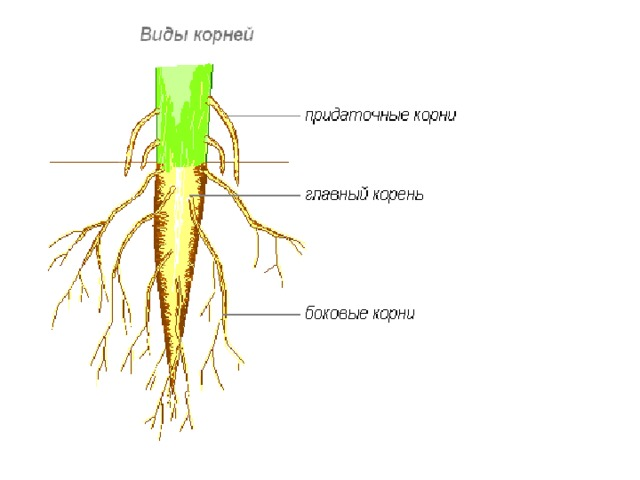 Виды корней
придаточные корни
главный корень
боковые корни